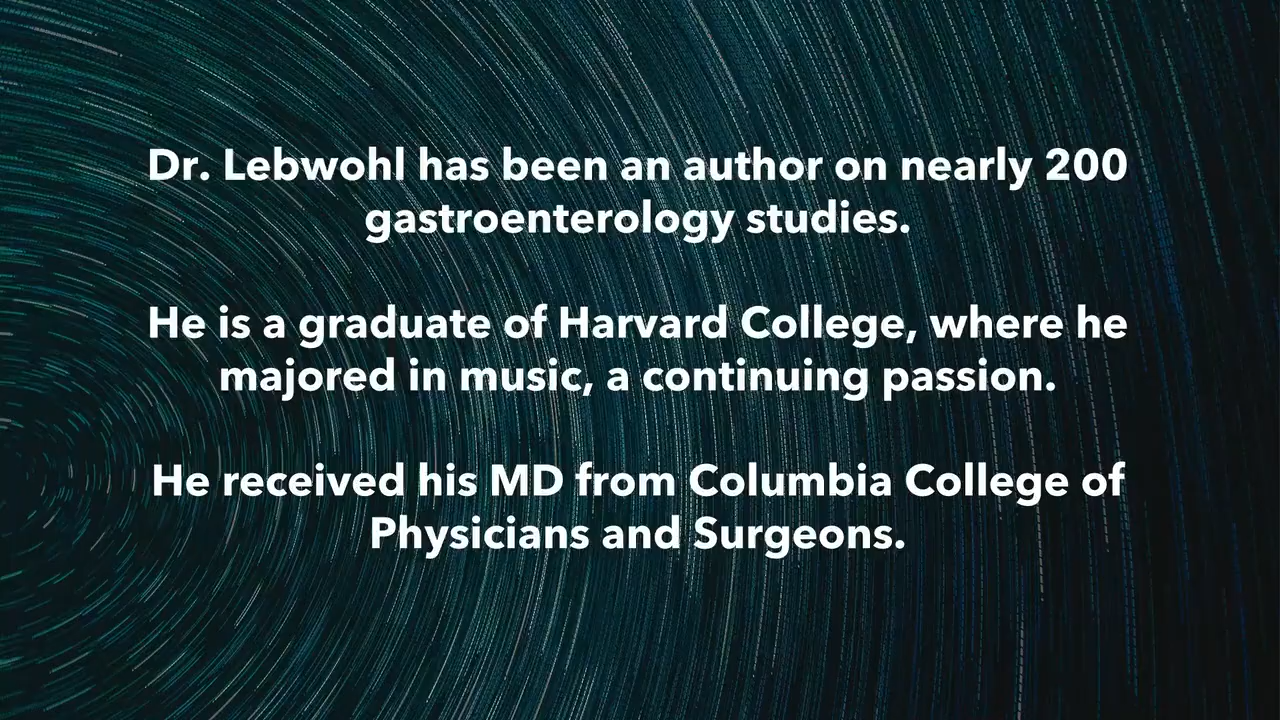 Dr. Lebwohl has been an author on nearly 200
gastroenterology studies.
He is a graduate of Harvard College, where he
majored in music, a continuing passion.
He received his MD from Columbia College of
Physicians and Surgeons.